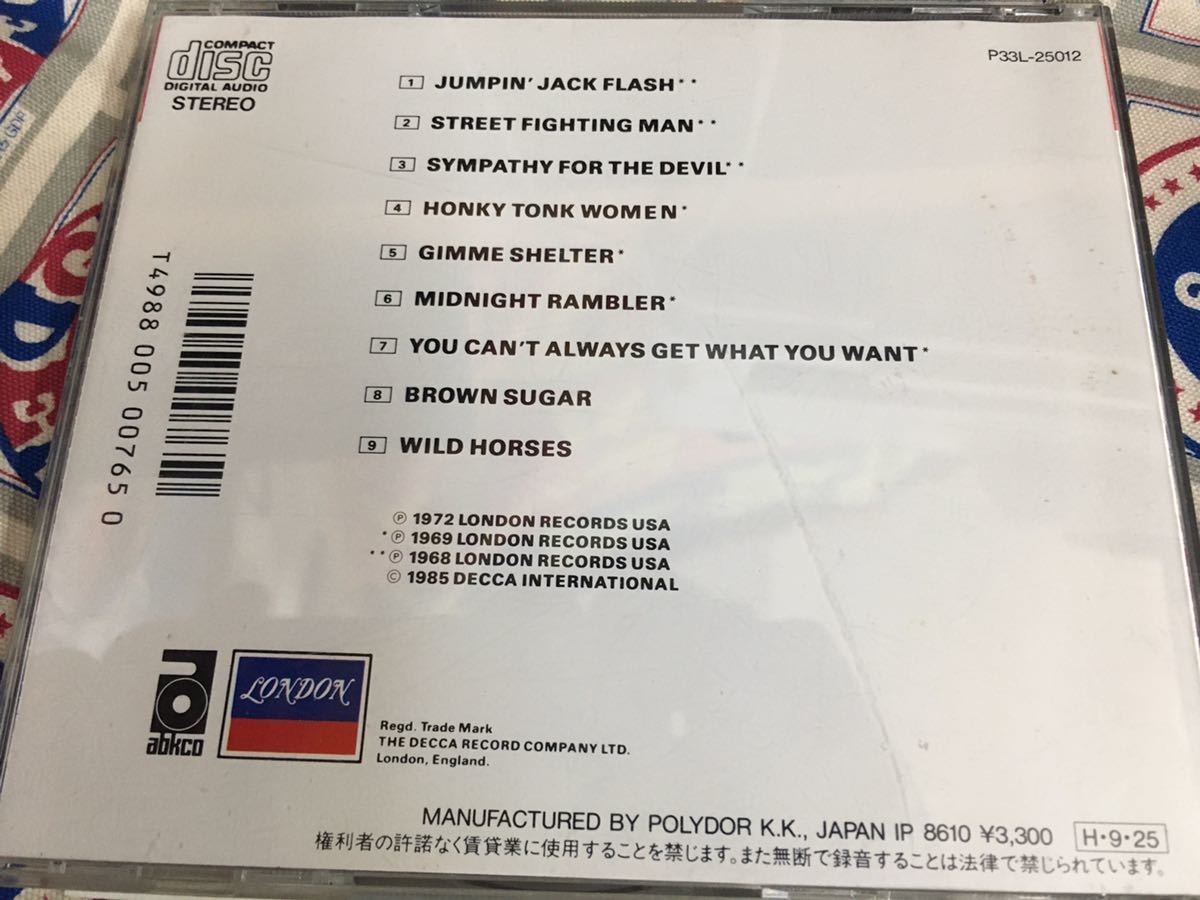 COMPACT
disc
DIGITAL AUDIO
STEREO
P33L-25012
1 JUMPIN' JACK FLASH**
2 STREET FIGHTING MAN**
3 SYMPATHY FOR THE DEVIL**
4 HONKY TONK WOMEN*
5 GIMME SHELTER*
6 MIDNIGHT RAMBLER*
7 YOU CAN'T ALWAYS GET WHAT YOU WANT*
8 BROWN SUGAR
9 WILD HORSES
T4988 005 00765 0
Ⓟ 1972 LONDON RECORDS USA
*Ⓟ 1969 LONDON RECORDS USA
**Ⓟ 1968 LONDON RECORDS USA
© 1985 DECCA INTERNATIONAL
abkco
LONDON
Regd. Trade Mark
THE DECCA RECORD COMPANY LTD.
London, England.
MANUFACTURED BY POLYDOR K.K., JAPAN IP 8610 ¥3,300 H・9・25
権利者の許諾なく賃貸業に使用することを禁じます。また無断で録音することは法律で禁じられています。